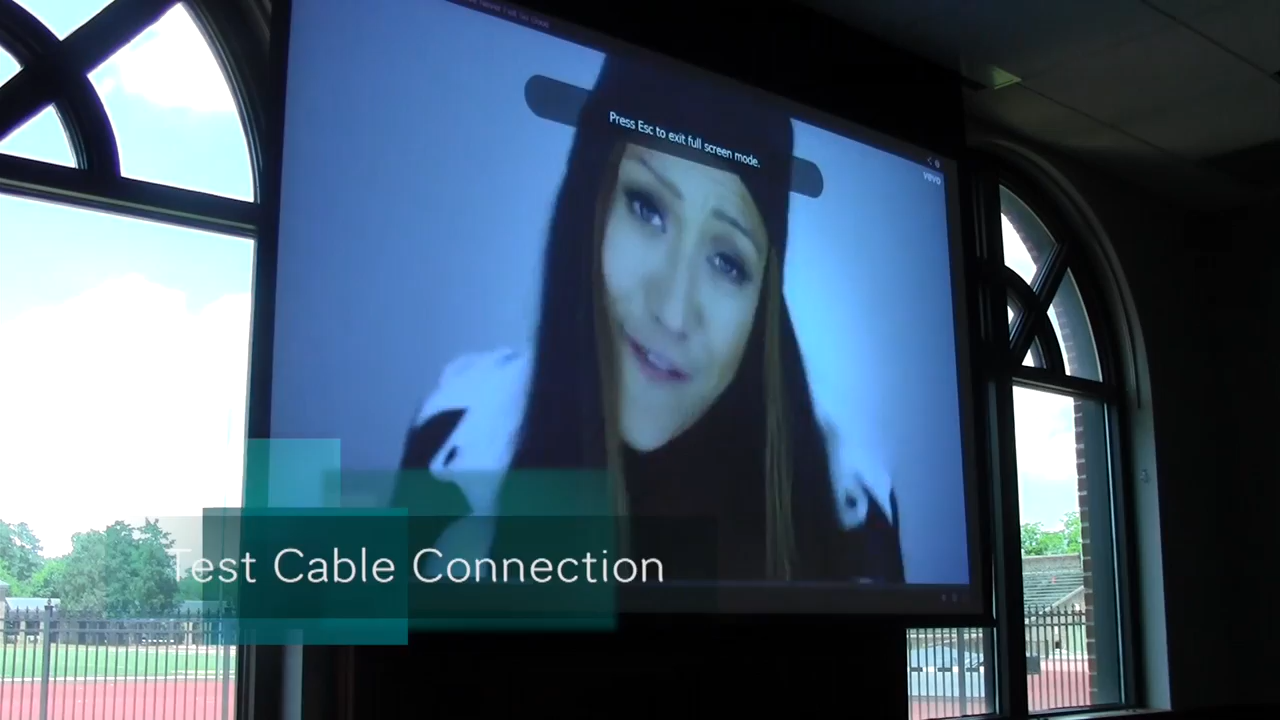 Press Esc to exit full screen mode.
vevo
Test Cable Connection